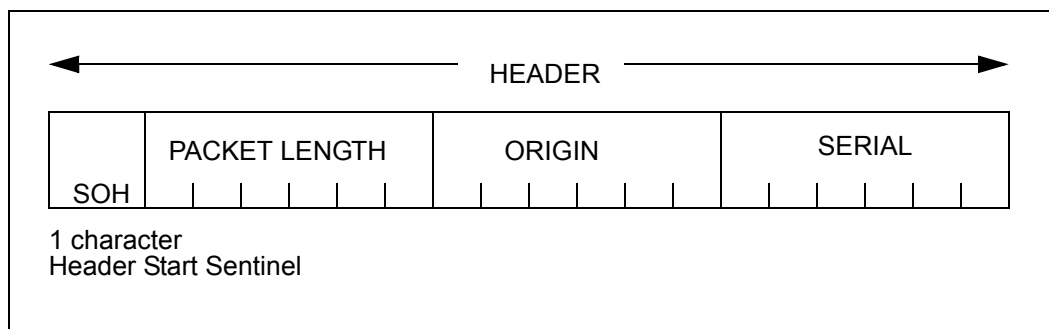 HEADER
PACKET LENGTH ORIGIN SERIAL
SOH
1 character
Header Start Sentinel